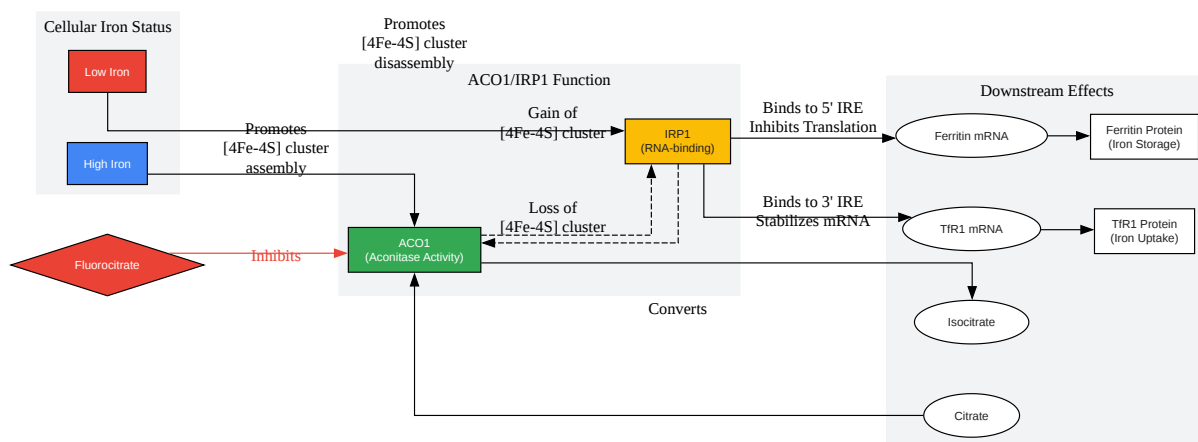 Cellular Iron Status
Low Iron
High Iron
Fluorocitrate
Promotes
[4Fe-4S] cluster
disassembly
Promotes
[4Fe-4S] cluster
assembly
Inhibits
ACO1/IRP1 Function
Gain of
[4Fe-4S] cluster
IRP1
(RNA-binding)
Loss of
[4Fe-4S] cluster
ACO1
(Aconitase Activity)
Converts
Binds to 5' IRE
Inhibits Translation
Binds to 3' IRE
Stabilizes mRNA
Downstream Effects
Ferritin mRNA
Ferritin Protein
(Iron Storage)
TfR1 mRNA
TfR1 Protein
(Iron Uptake)
Isocitrate
Citrate